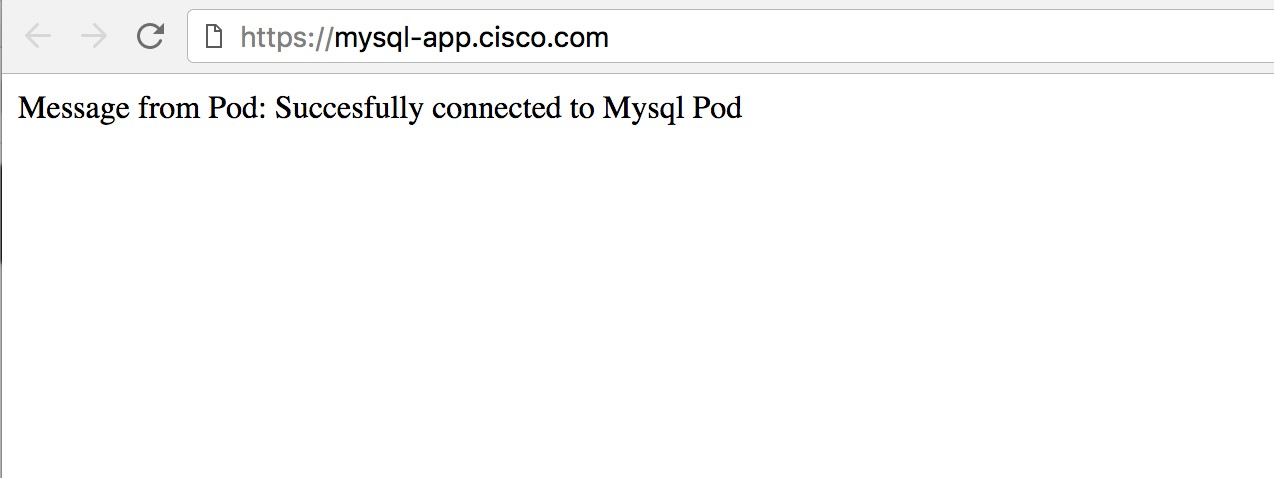 https://mysql-app.cisco.com
Message from Pod: Succesfully connected to Mysql Pod